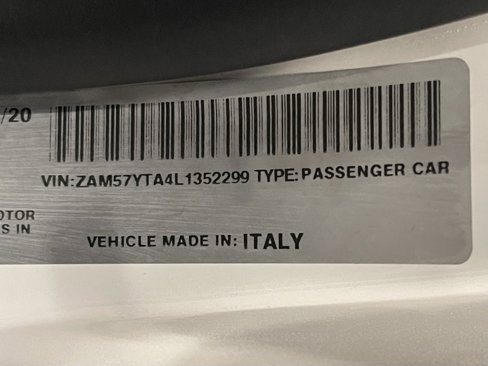 /20
VIN:ZAM57YTA4L1352299 TYPE:PASSENGER CAR
OTOR
S IN
VEHICLE MADE IN: ITALY